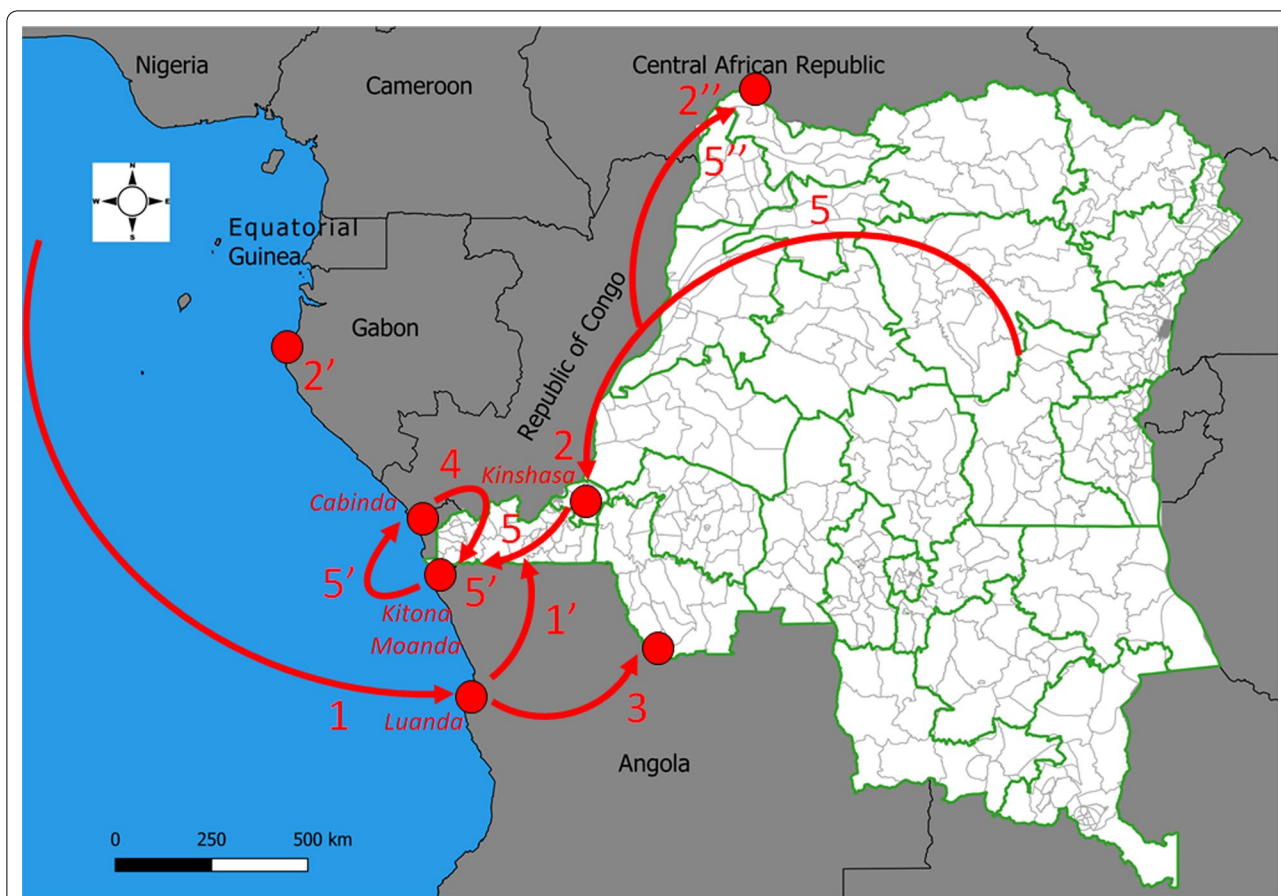 Nigeria
Cameroon
Central African Republic
2’’
5’’
N
W
E
S
5
Equatorial
Guinea
Gabon
Republic of Congo
2’
2
4
Kinshasa
Cabinda
5
5’
5’
Kitona
Moanda
1’
3
1
Luanda
Angola
0 250 500 km